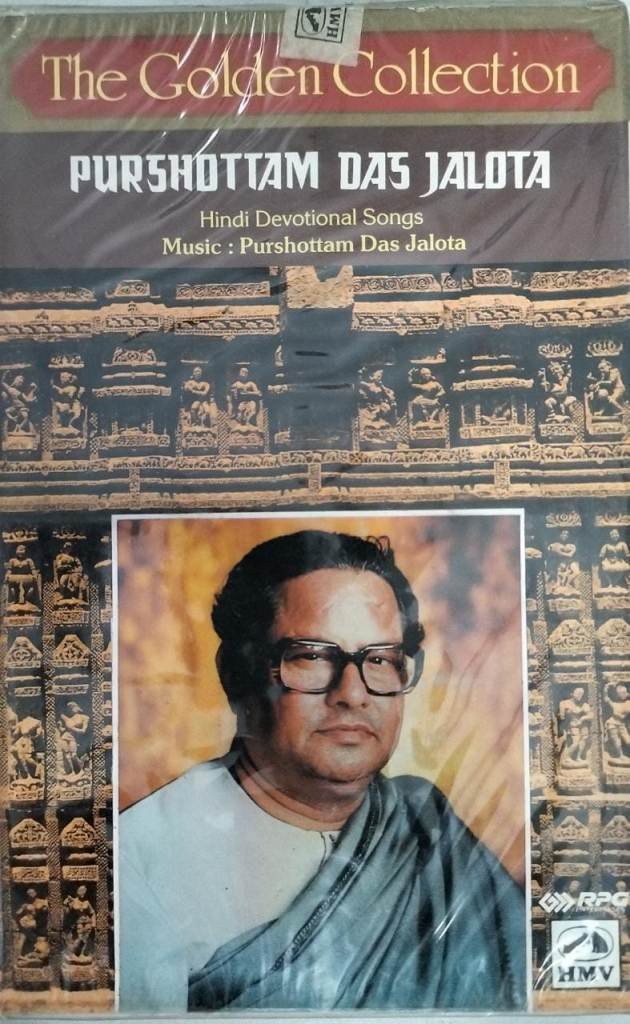 HMV
The Golden Collection
PURSHOTTAM DAS JALOTA
Hindi Devotional Songs
Music : Purshottam Das Jalota
RPG
HMV